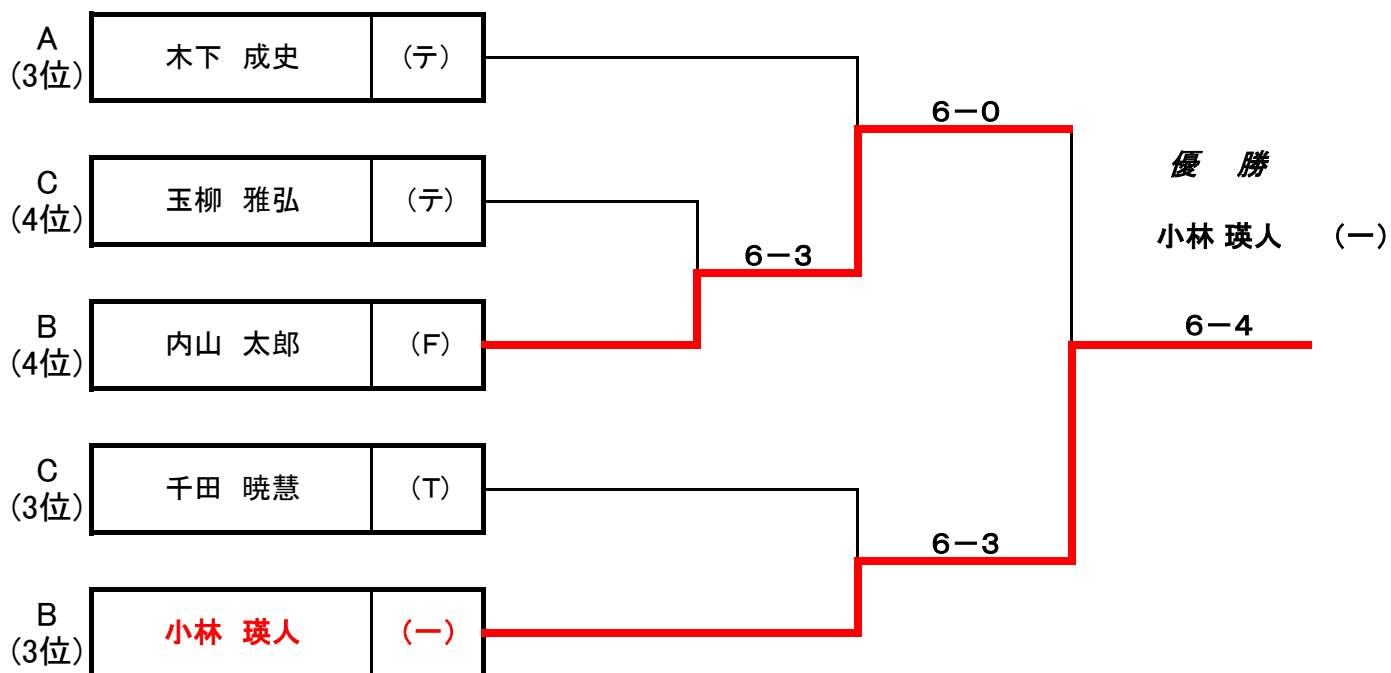 A
(3位)
木下 成史
(テ)
6-0
優 勝
C
(4位)
玉柳 雅弘
(テ)
小林 瑛人 (一)
6-3
B
(4位)
内山 太郎
(F)
6-4
C
(3位)
千田 暁慧
(T)
6-3
B
(3位)
小林 瑛人
(一)